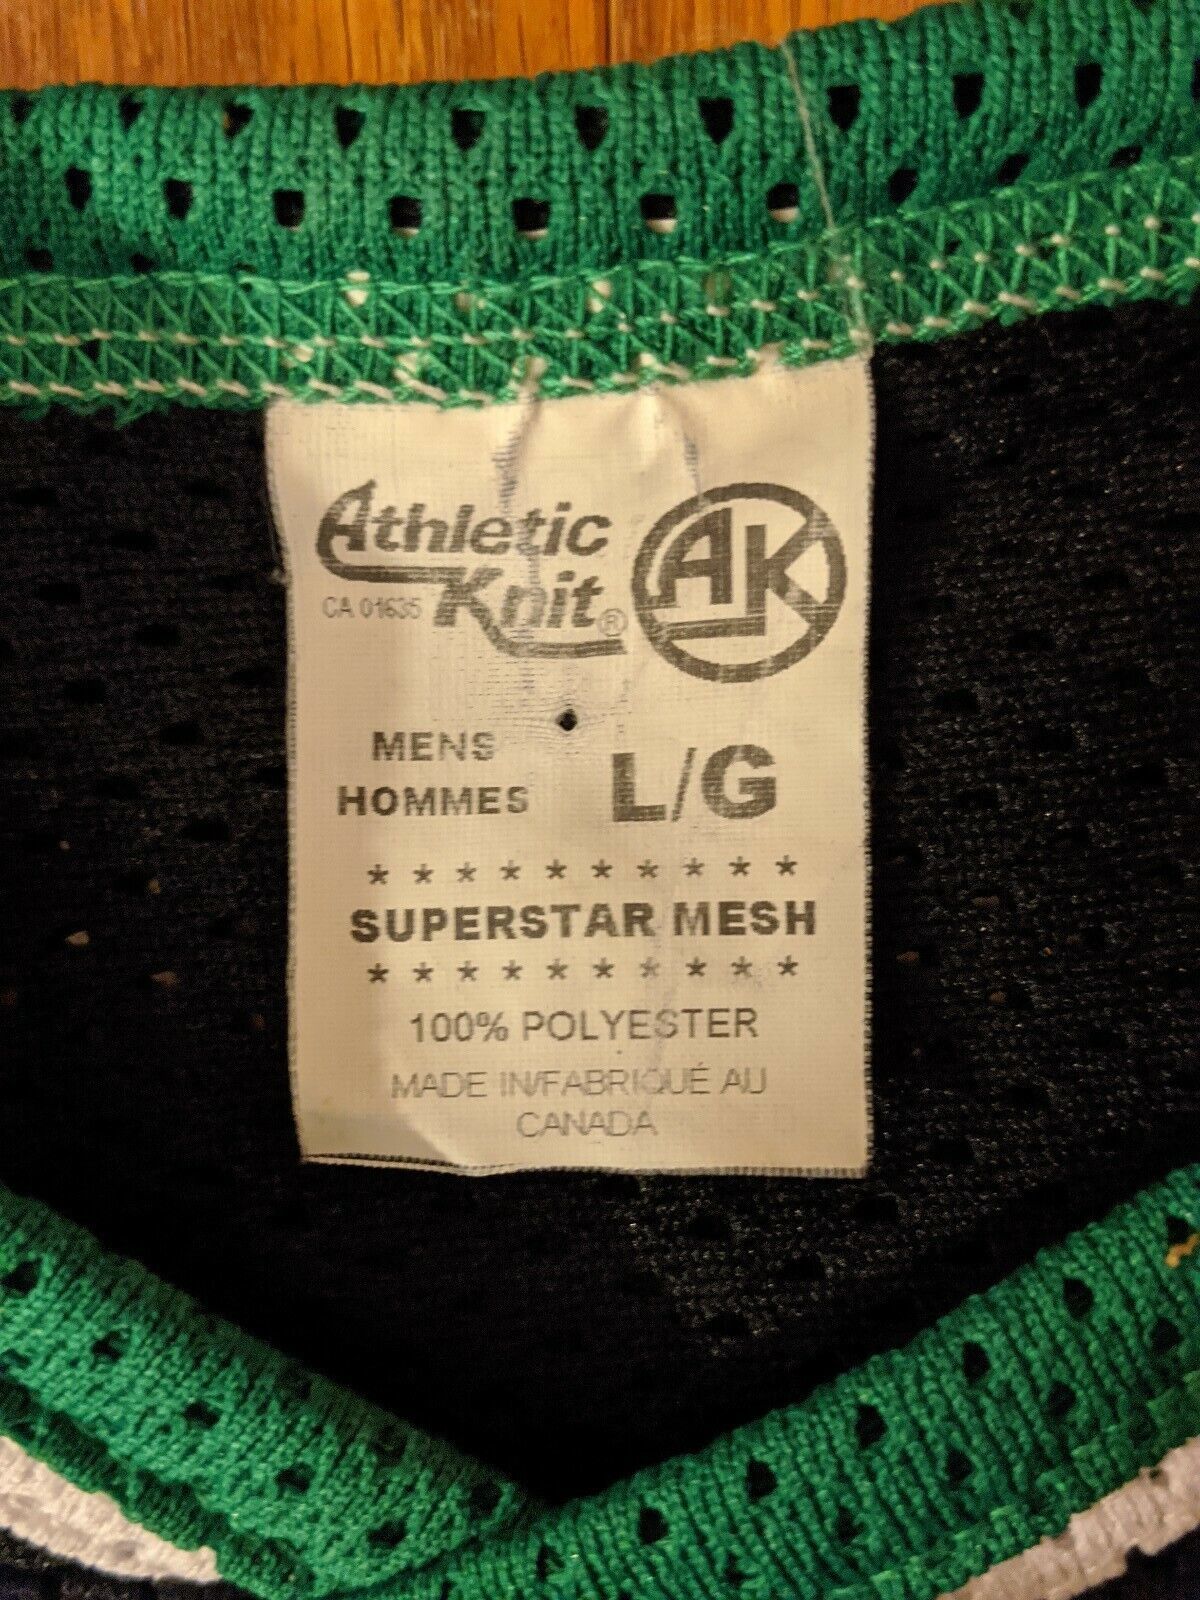 Athletic
Knit®
CA 01635
AK
MENS
HOMMES
L/G
* * * * * * * * * *
SUPERSTAR MESH
* * * * * * * * * *
100% POLYESTER
MADE IN/FABRIQUÉ AU
CANADA